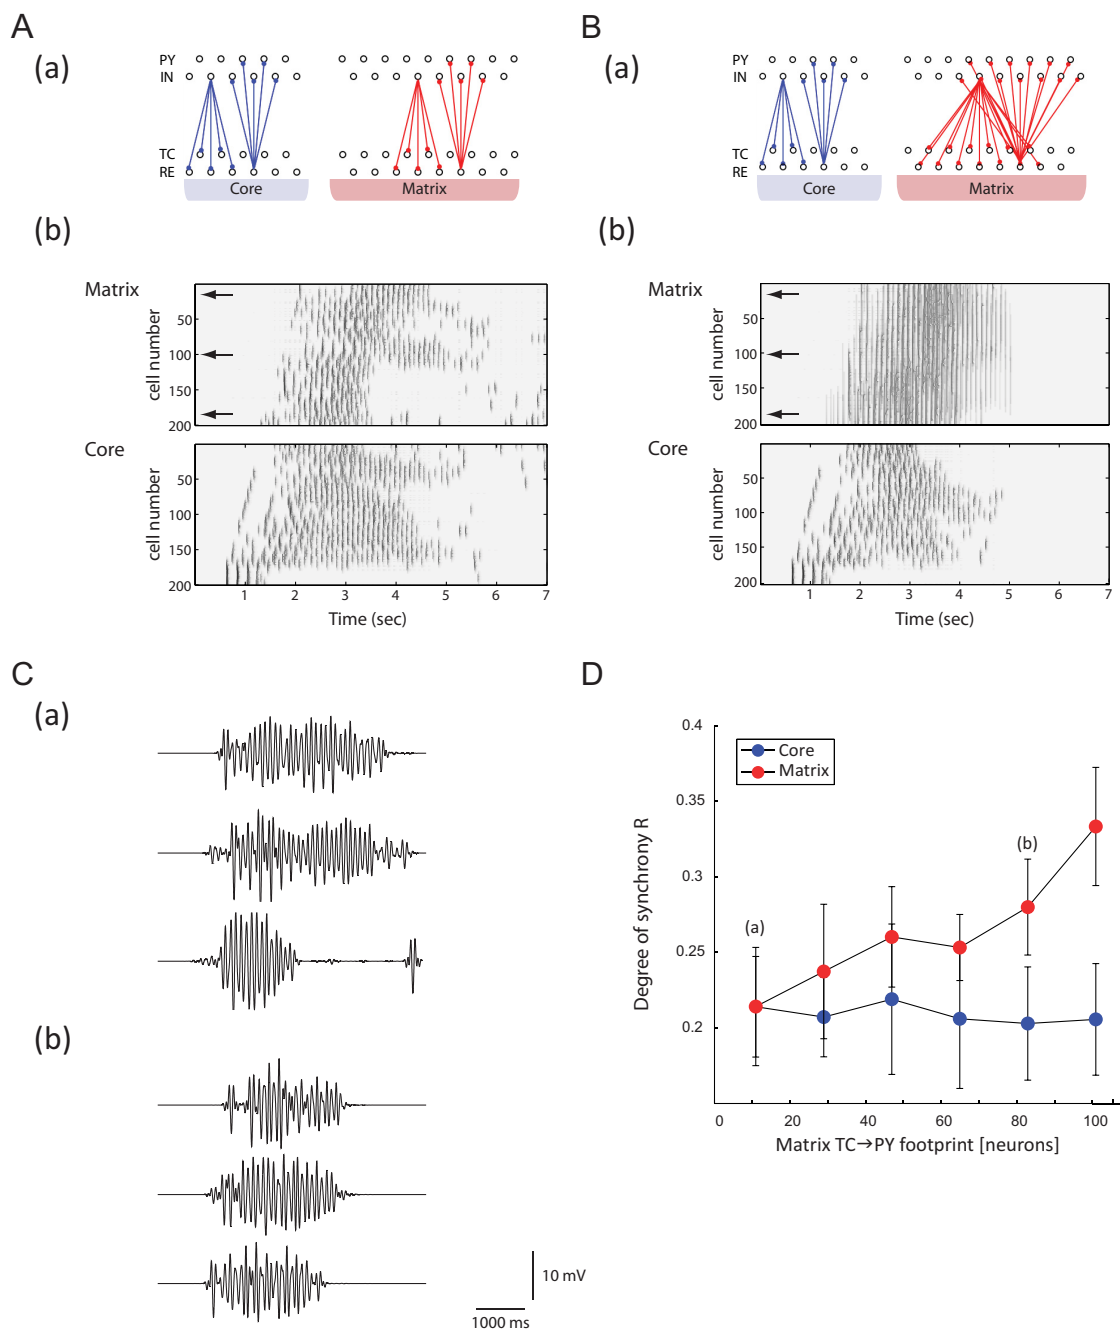 A
(a)
PY
IN
TC
RE
Core
Matrix
(b)
Matrix
cell number
50
100
150
200
Core
cell number
50
100
150
200
1 2 3 4 5 6 7
Time (sec)
B
(a)
PY
IN
TC
RE
Core
Matrix
(b)
Matrix
cell number
50
100
150
200
Core
cell number
50
100
150
200
1 2 3 4 5 6 7
Time (sec)
C
(a)
(b)
10 mV
1000 ms
D
0.4
0.35
0.3
0.25
0.2
Degree of synchrony R
Core
Matrix
(a)
(b)
0 20 40 60 80 100
Matrix TC→PY footprint [neurons]